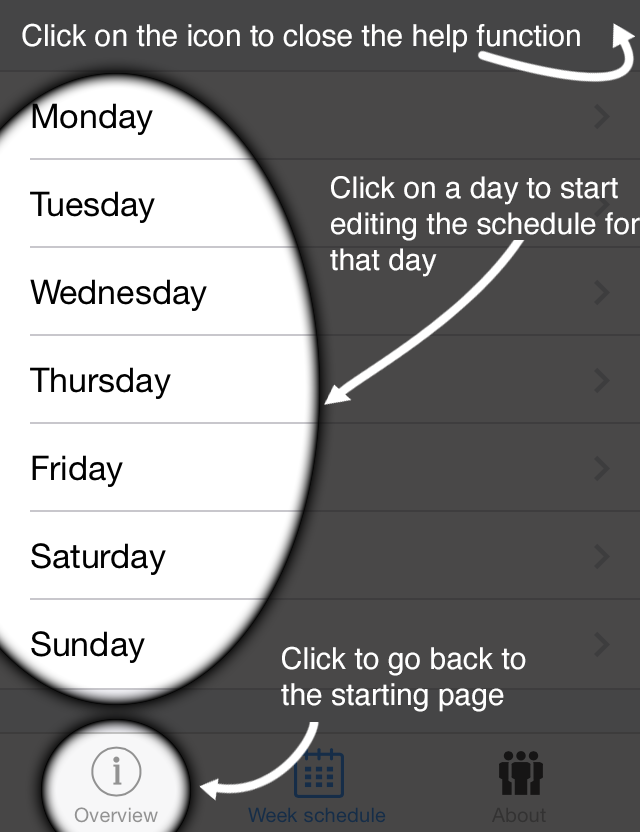 Click on the icon to close the help function
Monday
Click on a day to start
Tuesday
editing the schedule for
that day
Wednesday
Thursday
Friday
Saturday
Sunday
Click to go back to
the starting page
Overview
Week schedule
About